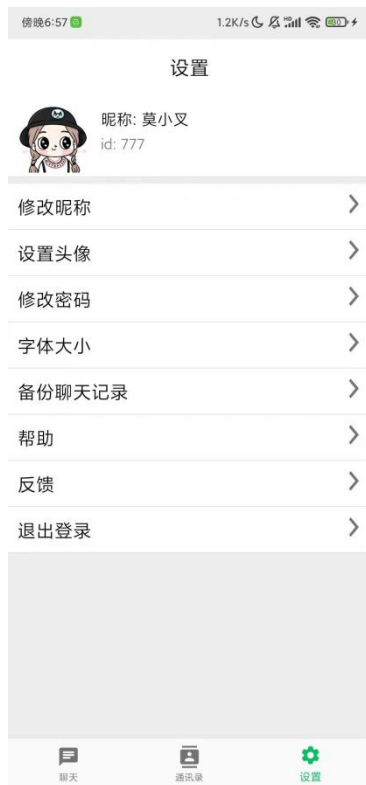 傍晚6:57
1.2K/s
80
设置
昵称: 莫小叉
id: 777
修改昵称
设置头像
修改密码
字体大小
备份聊天记录
帮助
反馈
退出登录
聊天
通讯录
设置